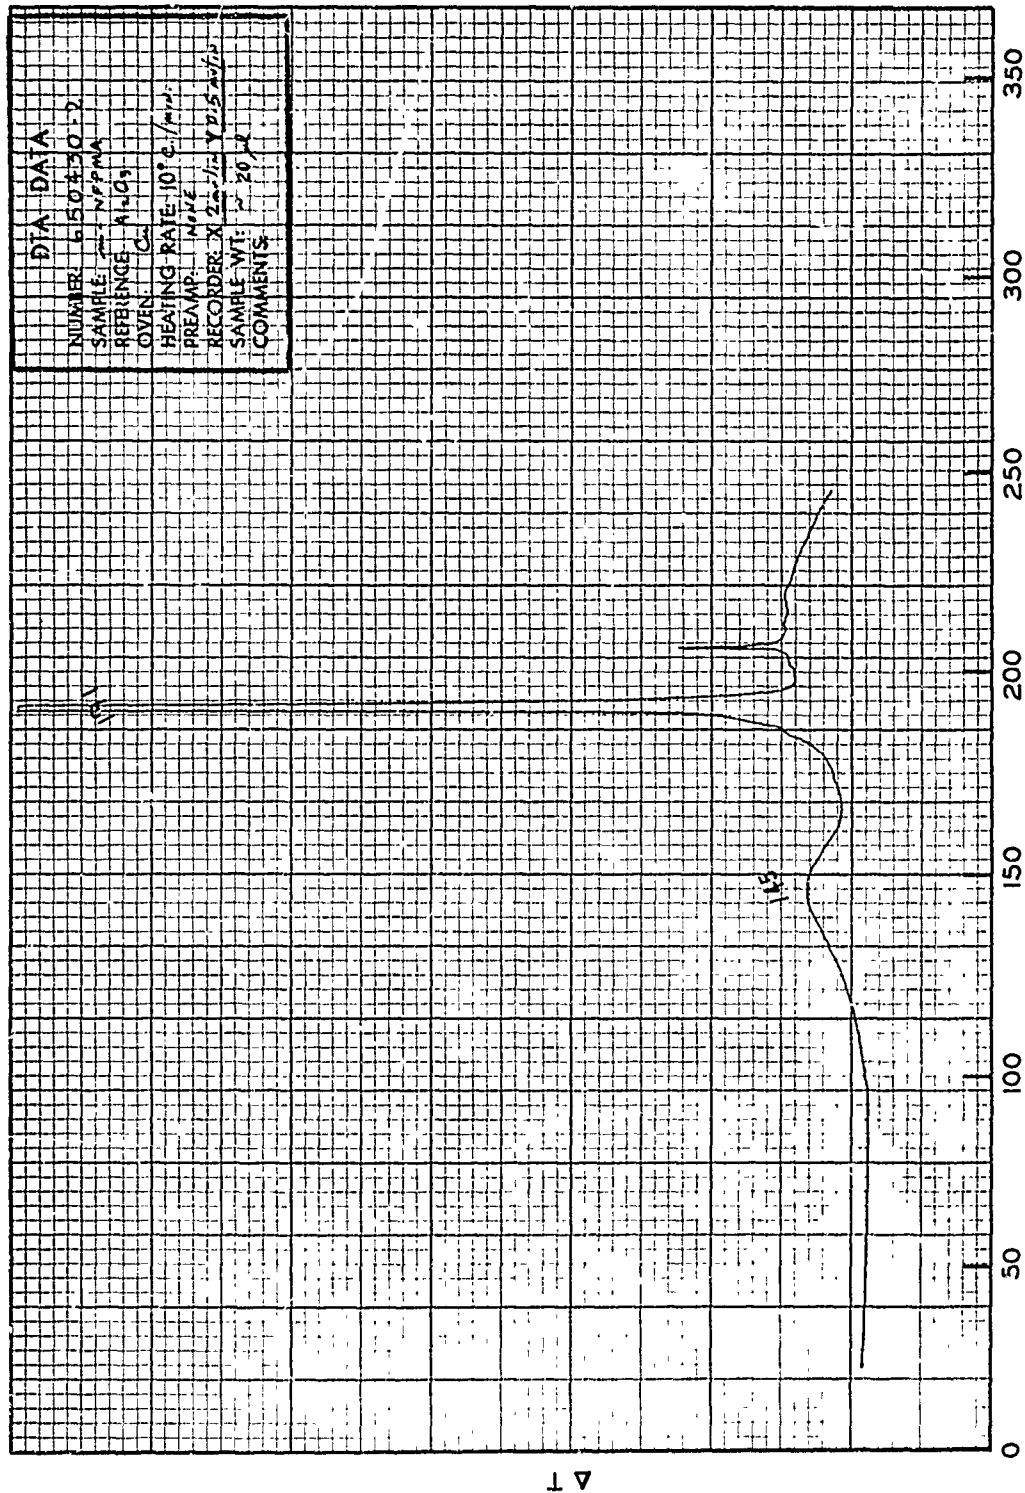 DTA DATA
NUMBER: 650430-2
SAMPLE: m-NFPMA
REFERENCE: Al2O3
OVEN: Cu
HEATING RATE: 10° C./min.
PREAMP: NONE
RECORDER: X 2mv/in Y 0.5 mv/in
SAMPLE WT: ~ 20 μl
COMMENTS:
191
145
Δ T
0 50 100 150 200 250 300 350